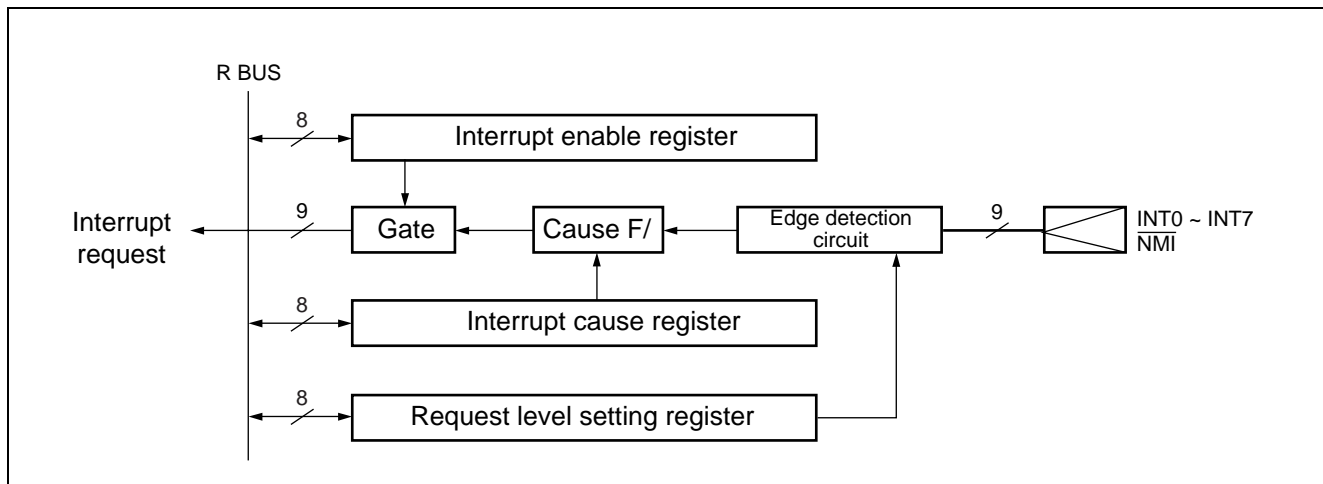 R BUS
8
Interrupt enable register
Interrupt
request
9
Gate
Cause F/
Edge detection
circuit
9
INT0 ~ INT7
NMI
8
Interrupt cause register
8
Request level setting register